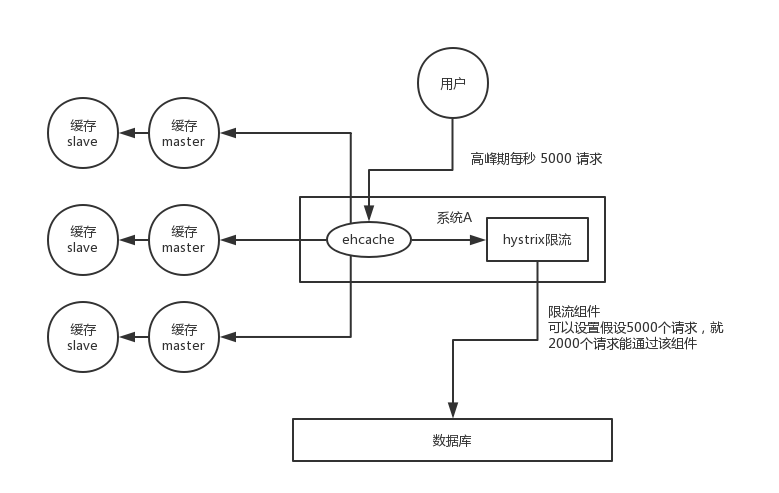 用户
高峰期每秒 5000 请求
缓存
slave
缓存
master
系统A
缓存
slave
缓存
master
ehcache
hystrix限流
缓存
slave
缓存
master
限流组件
可以设置假设5000个请求，就
2000个请求能通过该组件
数据库